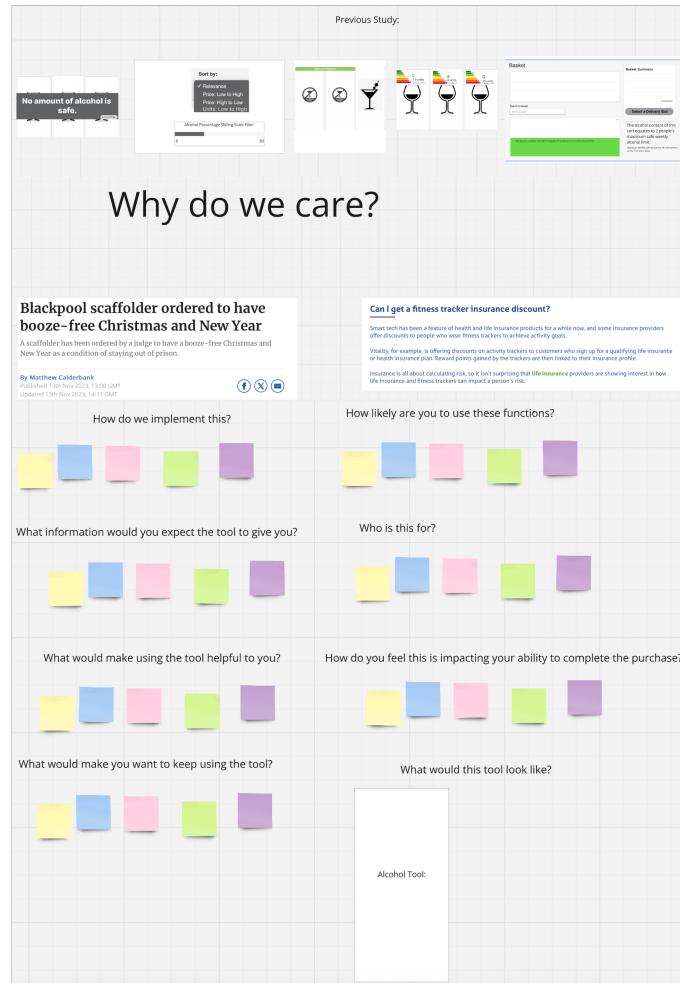 Previous Study:
No amount of alcohol is
safe.
Sort by:
✓ Relevance
Price: Low to High
Price: High to Low
Units: Low to High
Alcohol Percentage Sliding Scale Filter
0 30
C
A
G
Basket
Basket Summary
Select a Delivery Slot
The alcohol content of this
cart equates to 2 people's
maximum safe weekly
alcohol limit.
Why do we care?
Blackpool scaffolder ordered to have
booze-free Christmas and New Year
A scaffolder has been ordered by a judge to have a booze-free Christmas and
New Year as a condition of staying out of prison.
By Matthew Calderbank
Published 13th Nov 2023, 13:00 GMT
Updated 13th Nov 2023, 14:11 GMT
Can I get a fitness tracker insurance discount?
Smart tech has been a feature of health and life insurance products for a while now, and some insurance providers
offer discounts to people who wear fitness trackers to achieve activity goals.
Vitality, for example, is offering discounts on activity trackers to customers who sign up for a qualifying life insurance
or health insurance plan. Reward points gained by the trackers are then linked to their insurance profile.
Insurance is all about calculating risk, so it isn't surprising that life insurance providers are showing interest in how
life insurance and fitness trackers can impact a person's risk.
How do we implement this?
How likely are you to use these functions?
What information would you expect the tool to give you?
Who is this for?
What would make using the tool helpful to you?
How do you feel this is impacting your ability to complete the purchase?
What would make you want to keep using the tool?
What would this tool look like?
Alcohol Tool: